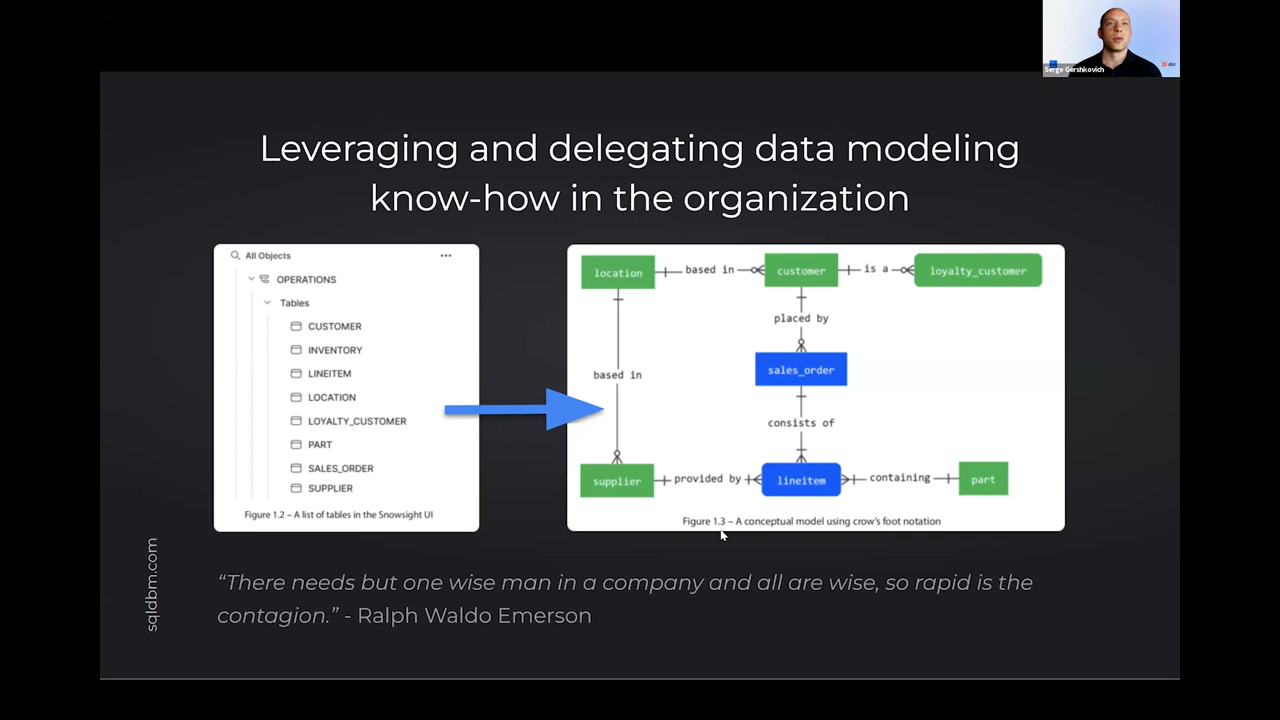 Serge Gershkovich
dbt
Leveraging and delegating data modeling
know-how in the organization
All Objects
OPERATIONS
Tables
CUSTOMER
INVENTORY
LINEITEM
LOCATION
LOYALTY_CUSTOMER
PART
SALES_ORDER
SUPPLIER
Figure 1.2 – A list of tables in the Snowsight UI
location
based in
customer
is a
loyalty_customer
placed by
sales_order
based in
consists of
supplier
provided by
lineitem
containing
part
Figure 1.3 – A conceptual model using crow's foot notation
sqldbm.com
“There needs but one wise man in a company and all are wise, so rapid is the
contagion.” - Ralph Waldo Emerson